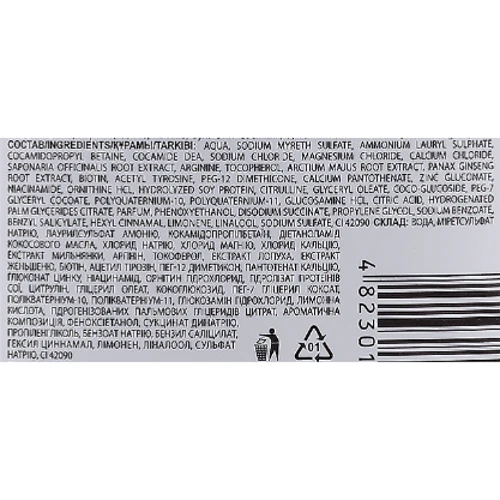 СОСТАВ/INGREDIENTS/ҚҰРАМЫ/TARKIBI: AQUA, SODIUM MYRETH SULFATE, AMMONIUM LAURYL SULPHATE,
COCAMIDOPROPYL BETAINE, COCAMIDE DEA, SODIUM CHLORIDE, MAGNESIUM CHLORIDE, CALCIUM CHLORIDE,
SAPONARIA OFFICINALIS ROOT EXTRACT, ARGININE, TOCOPHEROL, ARCTIUM MAJUS ROOT EXTRACT, PANAX GINSENG
ROOT EXTRACT, BIOTIN, ACETYL TYROSINE, PEG-12 DIMETHICONE, CALCIUM PANTOTHENATE, ZINC GLUCONATE,
NIACINAMIDE, ORNITHINE HCL, HYDROLYZED SOY PROTEIN, CITRULLINE, GLYCERYL OLEATE, COCO-GLUCOSIDE, PEG-7
GLYCERYL COCOATE, POLYQUATERNIUM-10, POLYQUATERNIUM-11, GLUCOSAMINE HCL, CITRIC ACID, HYDROGENATED
PALM GLYCERIDES CITRATE, PARFUM, PHENOXYETHANOL, DISODIUM SUCCINATE, PROPYLENE GLYCOL, SODIUM BENZOATE,
BENZYL SALICYLATE, HEXYL CINNAMAL, LIMONENE, LINALOOL, SODIUM SULFATE, CI 42090 СКЛАД: ВОДА, МІРЕТСУЛЬФАТ
НАТРІЮ, ЛАУРИЛСУЛЬФАТ АМОНІЮ, КОКАМІДОПРОПІЛБЕТАЇН, ДІЕТАНОЛАМІД
КОКОСОВОГО МАСЛА, ХЛОРИД НАТРІЮ, ХЛОРИД МАГНІЮ, ХЛОРИД КАЛЬЦІЮ,
ЕКСТРАКТ МИЛЬНЯНКИ, АРГІНІН, ТОКОФЕРОЛ, ЕКСТРАКТ ЛОПУХА, ЕКСТРАКТ
ЖЕНЬШЕНЮ, БІОТИН, АЦЕТИЛ ТІРОЗІН, ПЕГ-12 ДИМЕТИКОН, ПАНТОТЕНАТ КАЛЬЦІЮ,
ГЛЮКОНАТ ЦИНКУ, НІАЦИНАМІД, ОРНІТИН ГІДРОХЛОРИД, ГІДРОЛІЗАТ ПРОТЕЇНІВ
СОЇ, ЦИТРУЛІН, ГЛІЦЕРИЛ ОЛЕАТ, КОКОГЛЮКОЗИД, ПЕГ-7 ГЛІЦЕРИЛ КОКОАТ,
ПОЛІКВАТЕРНІУМ-10, ПОЛІКВАТЕРНІУМ-11, ГЛЮКОЗАМІН ГІДРОХЛОРИД, ЛИМОННА
КИСЛОТА, ГІДРОГЕНІЗОВАНИХ ПАЛЬМОВИХ ГЛІЦЕРИДІВ ЦИТРАТ, АРОМАТИЧНА
КОМПОЗИЦІЯ, ФЕНОКСІЕТАНОЛ, СУКЦИНАТ ДИНАТРІЮ,
ПРОПІЛЕНГЛІКОЛЬ, БЕНЗОАТ НАТРІЮ, БЕНЗИЛ САЛІЦИЛАТ,
ГЕКСИЛ ЦИННАМАЛ, ЛІМОНЕН, ЛІНАЛООЛ, СУЛЬФАТ
НАТРІЮ, CI 42090
01
4 82301